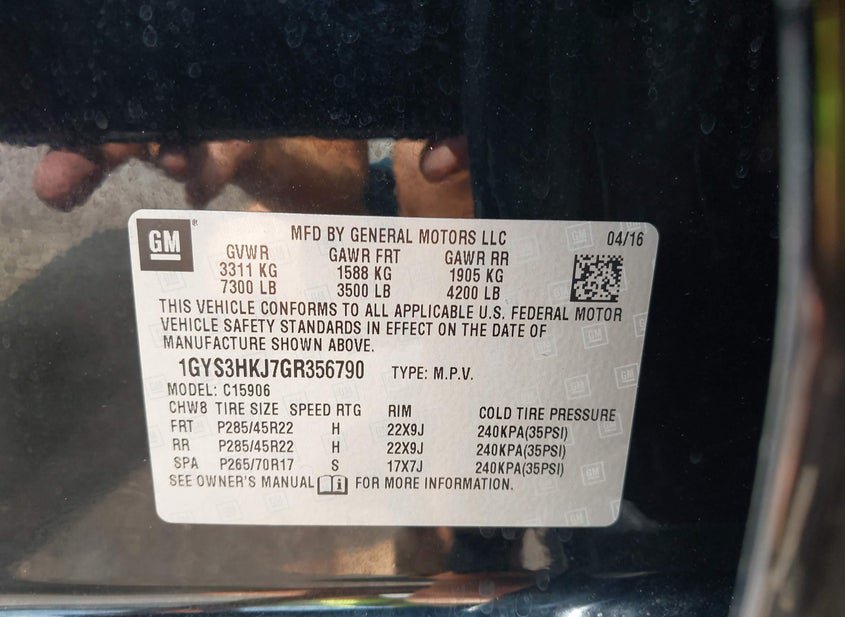 GM ®
MFD BY GENERAL MOTORS LLC 04/16
GVWR GAWR FRT GAWR RR
3311 KG 1588 KG 1905 KG
7300 LB 3500 LB 4200 LB
THIS VEHICLE CONFORMS TO ALL APPLICABLE U.S. FEDERAL MOTOR
VEHICLE SAFETY STANDARDS IN EFFECT ON THE DATE OF
MANUFACTURE SHOWN ABOVE.
1GYS3HKJ7GR356790 TYPE: M.P.V.
MODEL: C15906
CHW8 TIRE SIZE SPEED RTG RIM COLD TIRE PRESSURE
FRT P285/45R22 H 22X9J 240KPA(35PSI)
RR P285/45R22 H 22X9J 240KPA(35PSI)
SPA P265/70R17 S 17X7J 240KPA(35PSI)
SEE OWNER'S MANUAL FOR MORE INFORMATION.